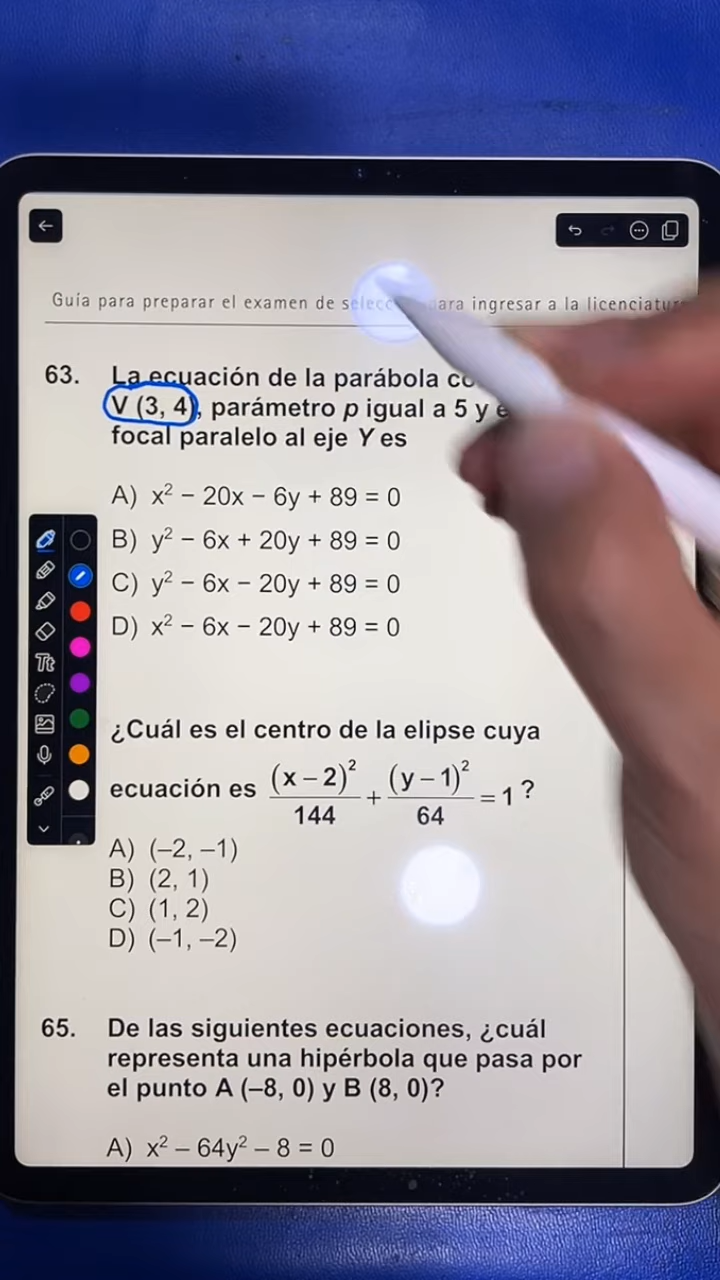 Guía para preparar el examen de para ingresar a la licenciatur
63. La ecuación de la parábola
V (3, 4), parámetro p igual a 5 y
focal paralelo al eje Y es
A) x² − 20x − 6y + 89 = 0
B) y² − 6x + 20y + 89 = 0
C) y² − 6x − 20y + 89 = 0
D) x² − 6x − 20y + 89 = 0
Tt
¿Cuál es el centro de la elipse cuya
ecuación es (x − 2)²/144 + (y − 1)²/64 = 1 ?
A) (−2, −1)
B) (2, 1)
C) (1, 2)
D) (−1, −2)
65. De las siguientes ecuaciones, ¿cuál
representa una hipérbola que pasa por
el punto A (−8, 0) y B (8, 0)?
A) x² − 64y² − 8 = 0